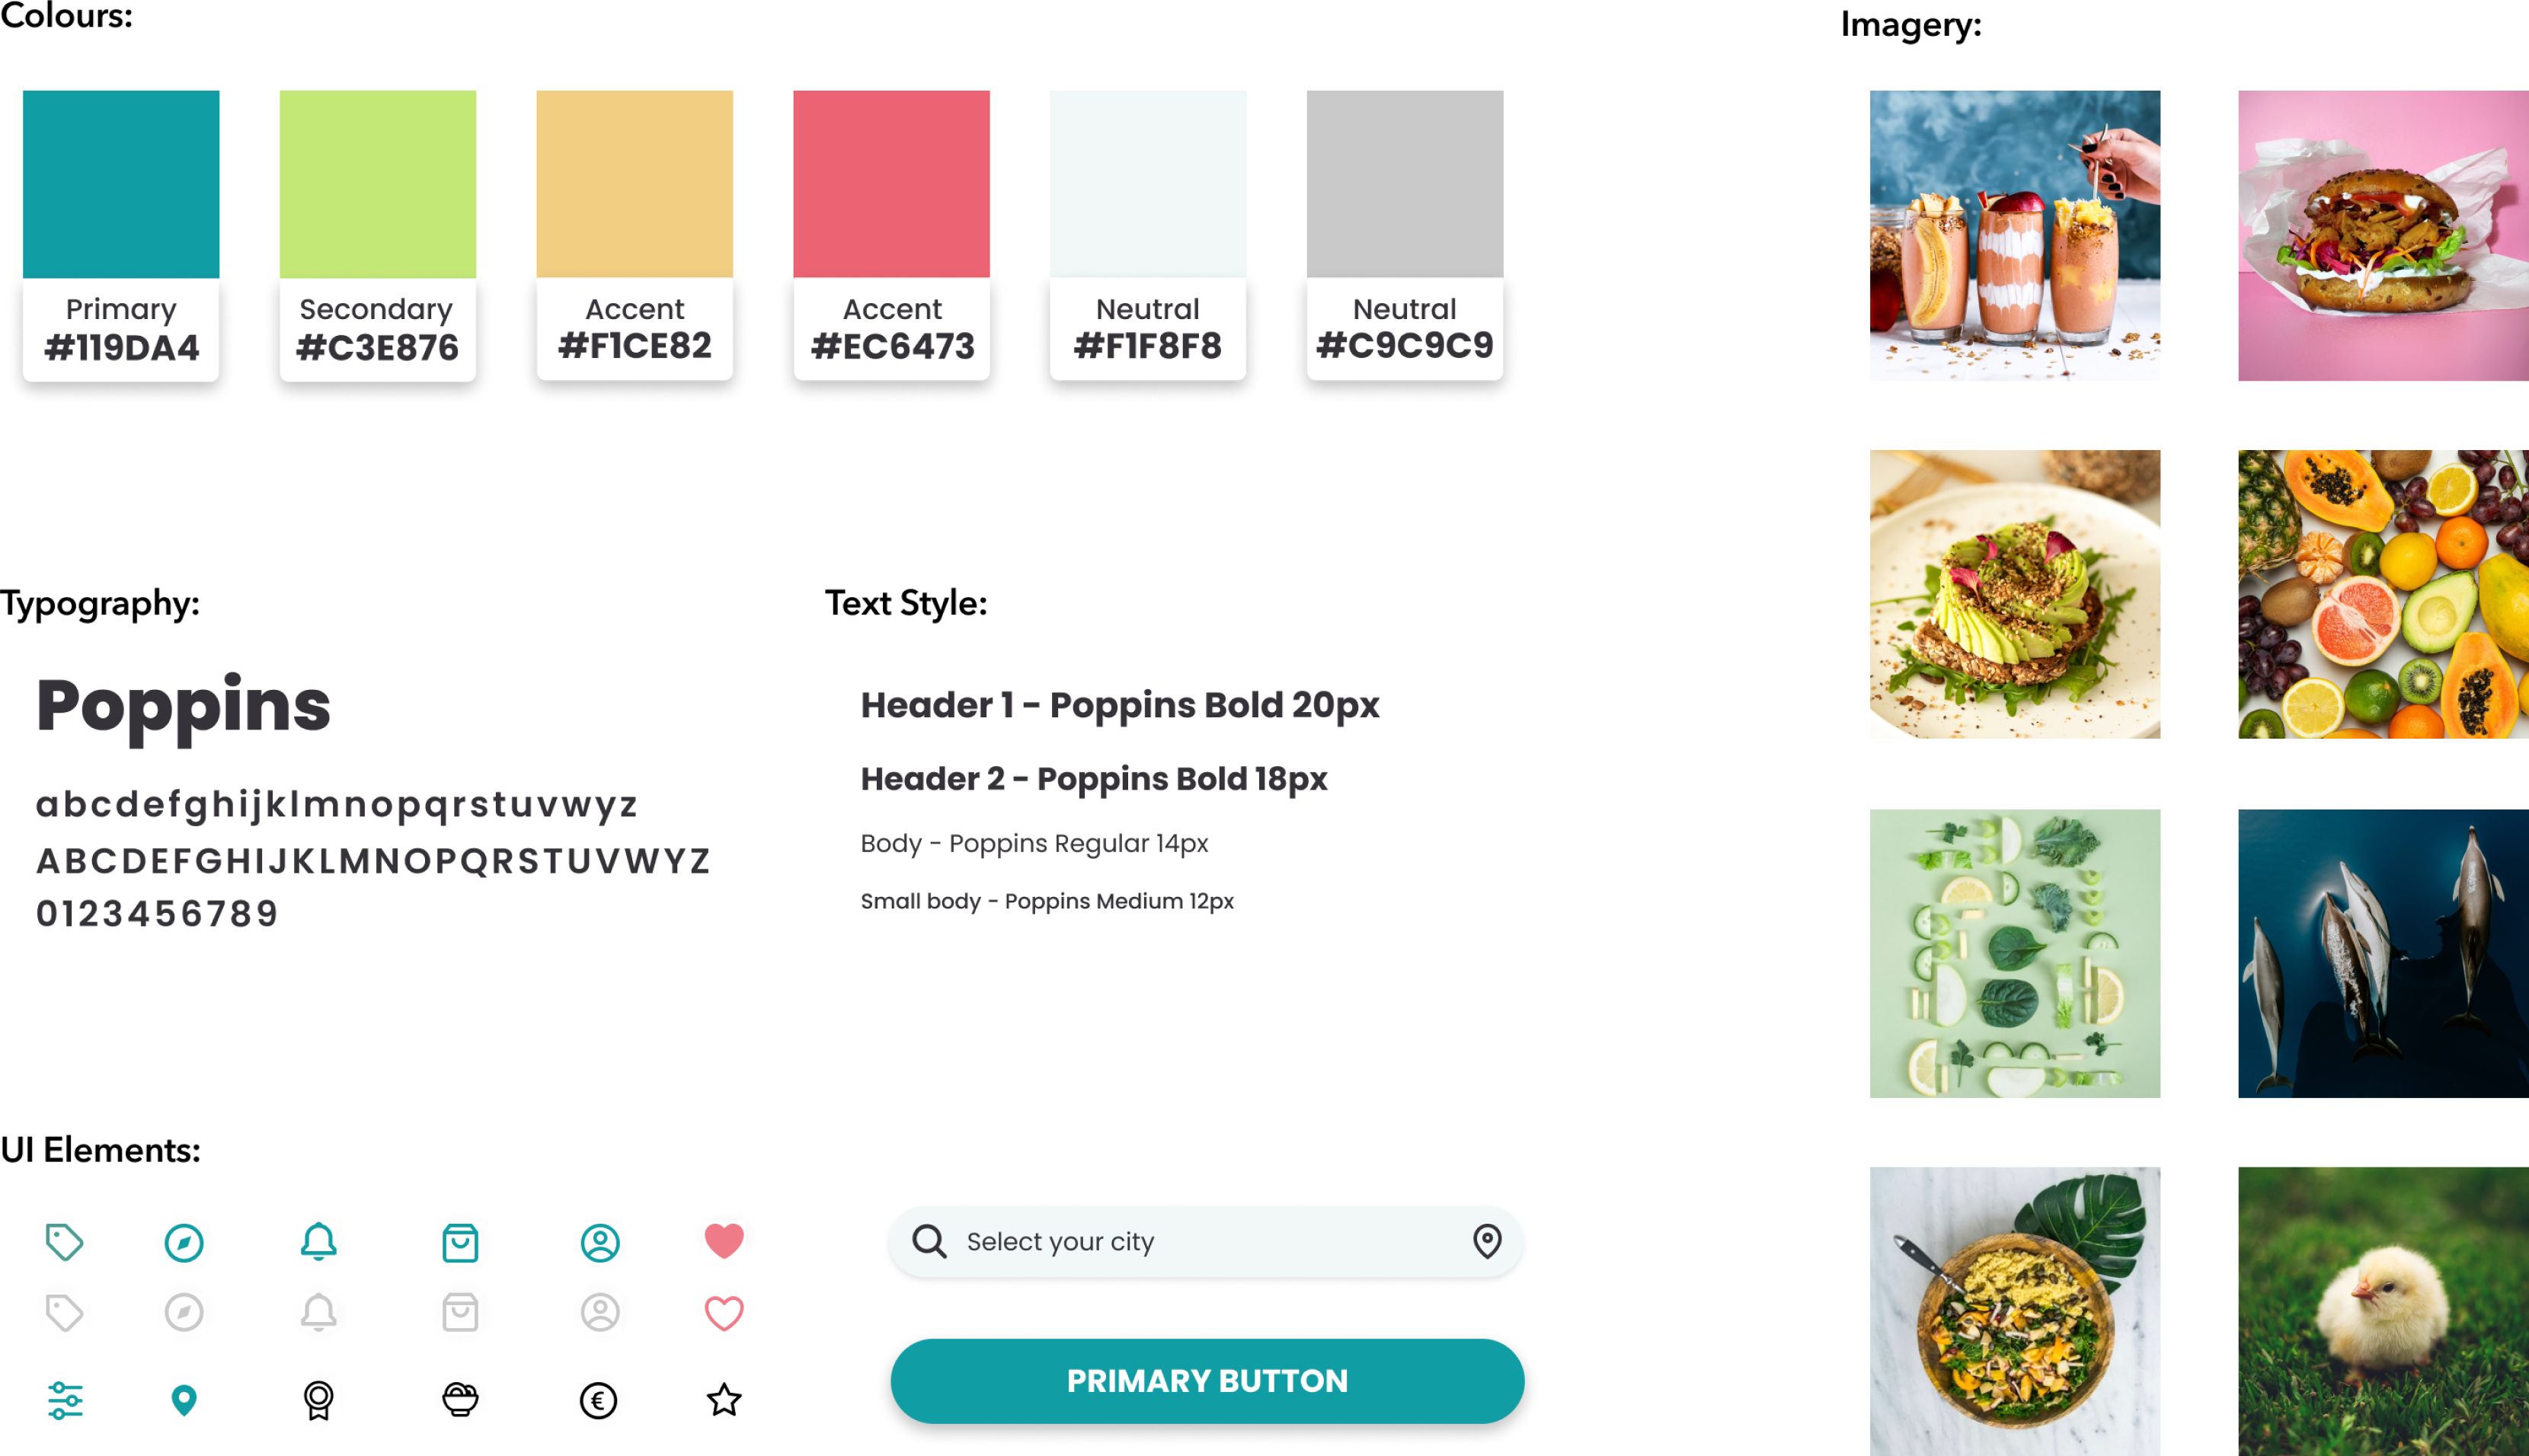 Colours:
Primary
#119DA4
Secondary
#C3E876
Accent
#F1CE82
Accent
#EC6473
Neutral
#F1F8F8
Neutral
#C9C9C9
Typography:
Poppins
abcdefghijklmnopqrstuvwyz
ABCDEFGHIJKLMNOPQRSTUVWYZ
0123456789
Text Style:
Header 1 - Poppins Bold 20px
Header 2 - Poppins Bold 18px
Body - Poppins Regular 14px
Small body - Poppins Medium 12px
UI Elements:
€
Select your city
PRIMARY BUTTON
Imagery: